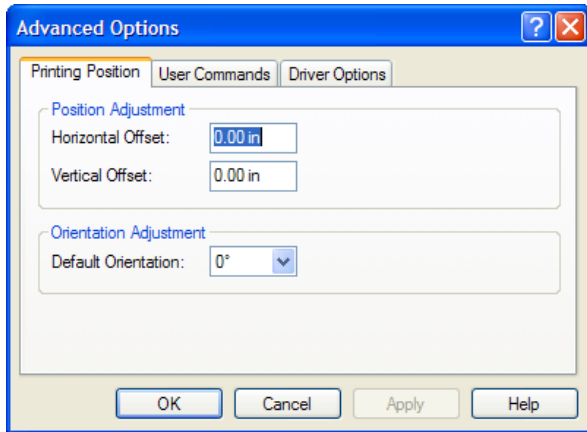 Advanced Options
Printing Position User Commands Driver Options
Position Adjustment
Horizontal Offset: 0.00 in
Vertical Offset: 0.00 in
Orientation Adjustment
Default Orientation: 0°
OK Cancel Apply Help